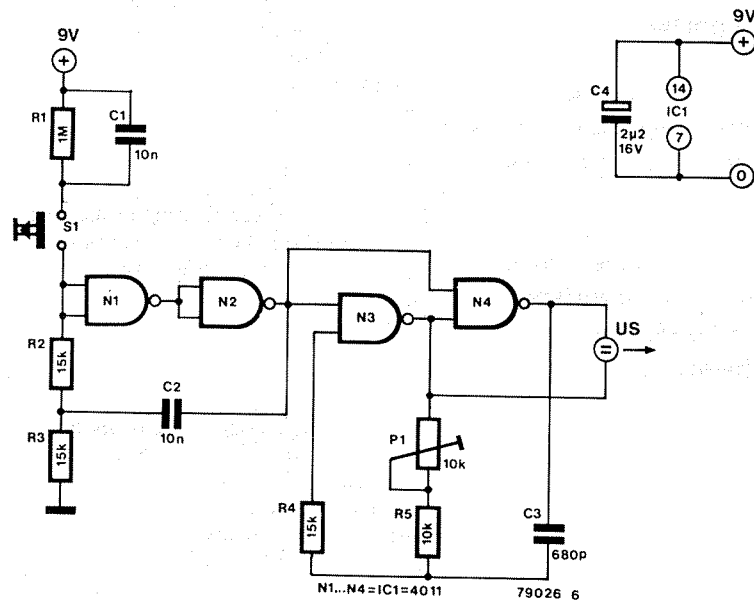 9V
+
R1
1M
C1
10n
S1
N1
N2
N3
N4
R2
15k
R3
15k
C2
10n
R4
15k
P1
10k
R5
10k
C3
680p
US
=
9V
+
C4
2µ2
16V
14
IC1
7
0
N1...N4=IC1=4011
79026 6